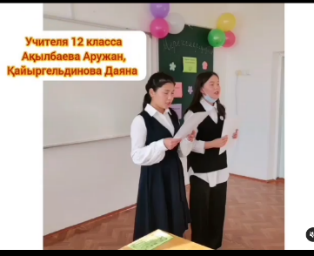 Учителя 12 класса
Ақылбаева Аружан,
Қайыргельдинова Даяна